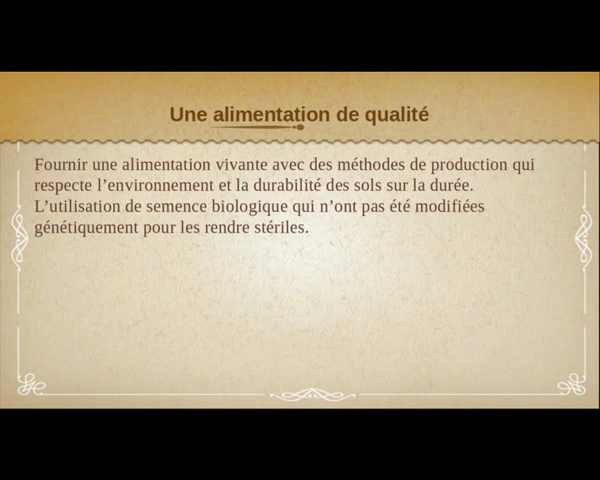 Une alimentation de qualité
Fournir une alimentation vivante avec des méthodes de production qui
respecte l’environnement et la durabilité des sols sur la durée.
L’utilisation de semence biologique qui n’ont pas été modifiées
génétiquement pour les rendre stériles.